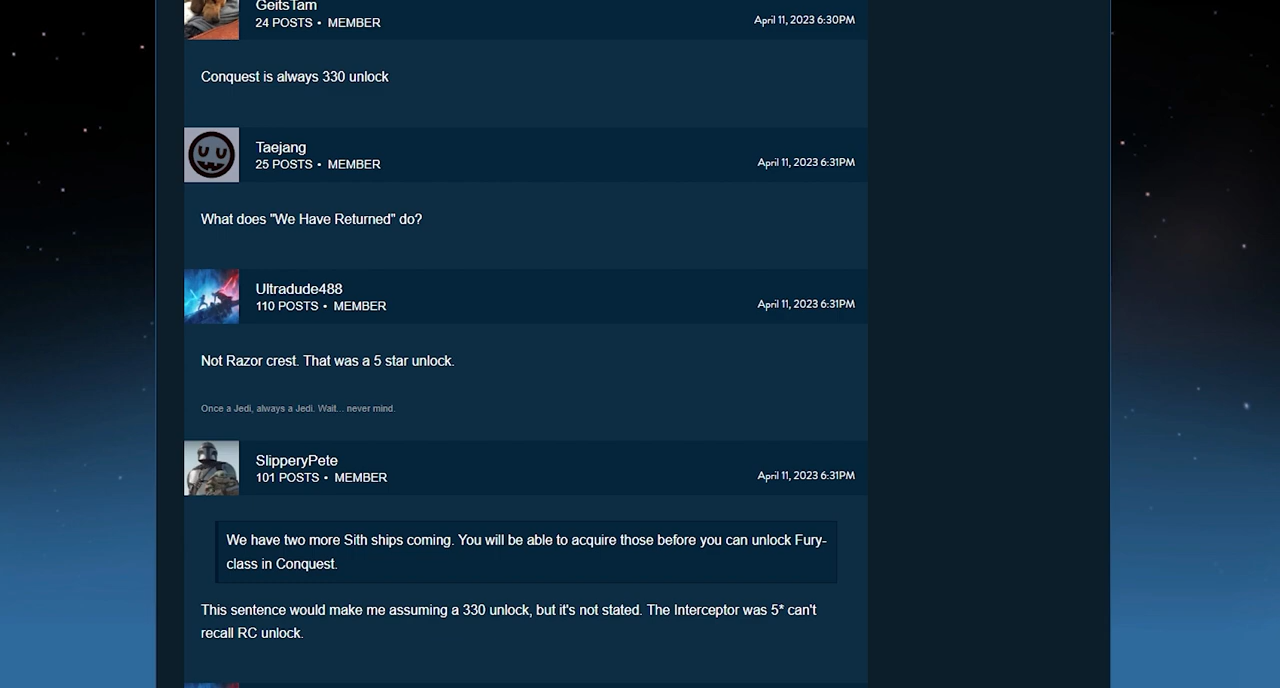 GeitsTam
24 POSTS • MEMBER
April 11, 2023 6:30PM
Conquest is always 330 unlock
Taejang
25 POSTS • MEMBER
April 11, 2023 6:31PM
What does "We Have Returned" do?
Ultradude488
110 POSTS • MEMBER
April 11, 2023 6:31PM
Not Razor crest. That was a 5 star unlock.
Once a Jedi, always a Jedi. Wait... never mind.
SlipperyPete
101 POSTS • MEMBER
April 11, 2023 6:31PM
We have two more Sith ships coming. You will be able to acquire those before you can unlock Fury-
class in Conquest.
This sentence would make me assuming a 330 unlock, but it's not stated. The Interceptor was 5* can't
recall RC unlock.